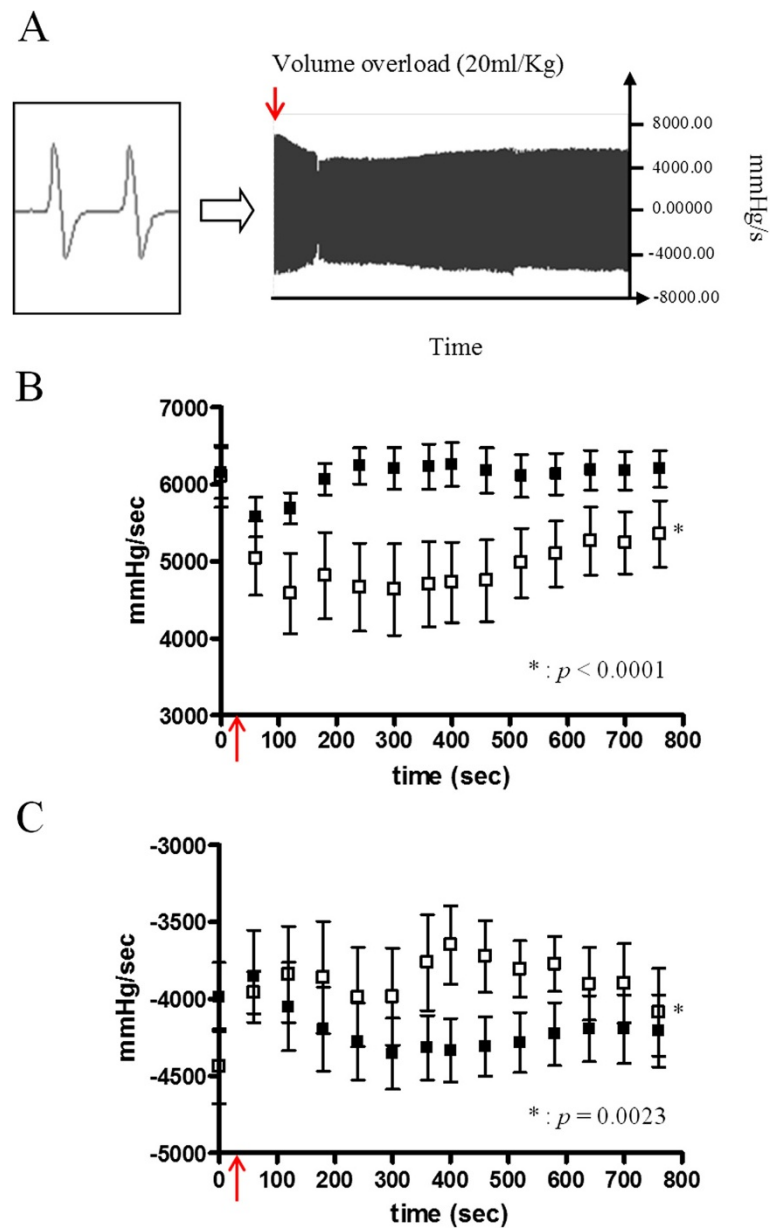 A
Volume overload (20ml/Kg)
8000.00
4000.00
0.00000
-4000.00
-8000.00
mmHg/s
Time
B
7000
6000
5000
4000
3000
mmHg/sec
*
* : p < 0.0001
0 100 200 300 400 500 600 700 800
time (sec)
C
-3000
-3500
-4000
-4500
-5000
mmHg/sec
*
* : p = 0.0023
0 100 200 300 400 500 600 700 800
time (sec)